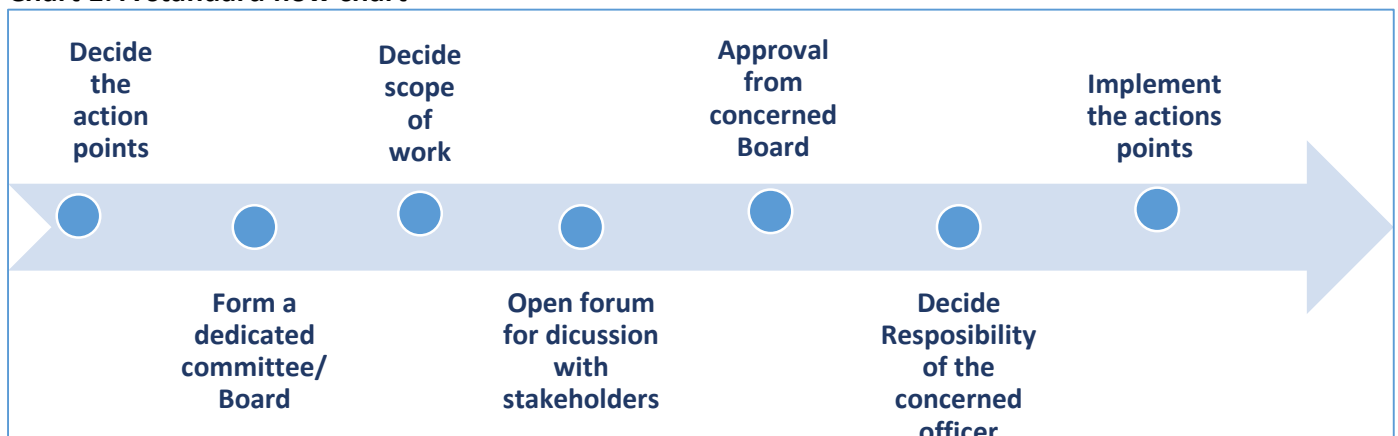 Decide
the
action
points
Form a
dedicated
committee/
Board
Decide
scope
of
work
Open forum
for dicussion
with
stakeholders
Approval
from
concerned
Board
Decide
Resposibility
of the
concerned
officer
Implement
the actions
points